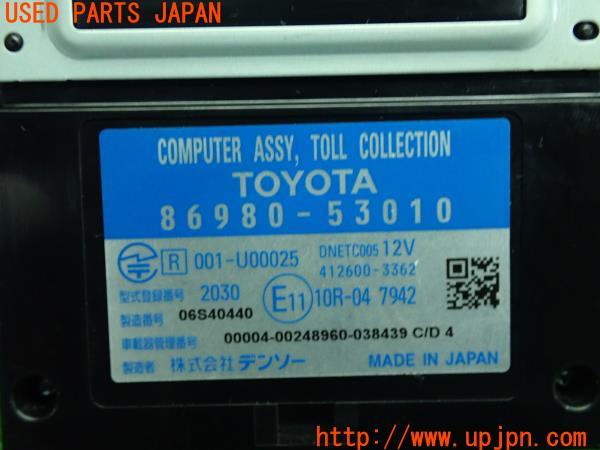 USED PARTS JAPAN
COMPUTER ASSY, TOLL COLLECTION
TOYOTA
86980-53010
R 001-U00025 DNETC005 12V
412600-3362
型式登録番号 2030 E11 10R-04 7942
製造番号 06S40440
車載器管理番号 00004-00248960-038439 C/D 4
製造者 株式会社デンソー MADE IN JAPAN
http://www.upjpn.com